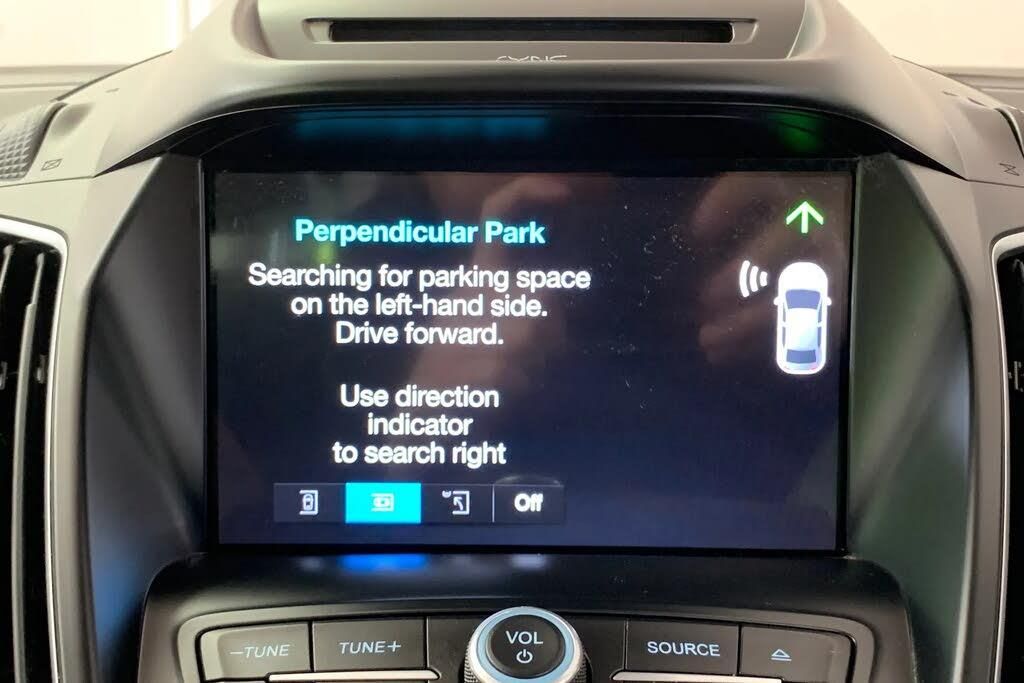 SYNC
Perpendicular Park
Searching for parking space
on the left-hand side.
Drive forward.
Use direction
indicator
to search right
Off
–TUNE
TUNE+
VOL
SOURCE